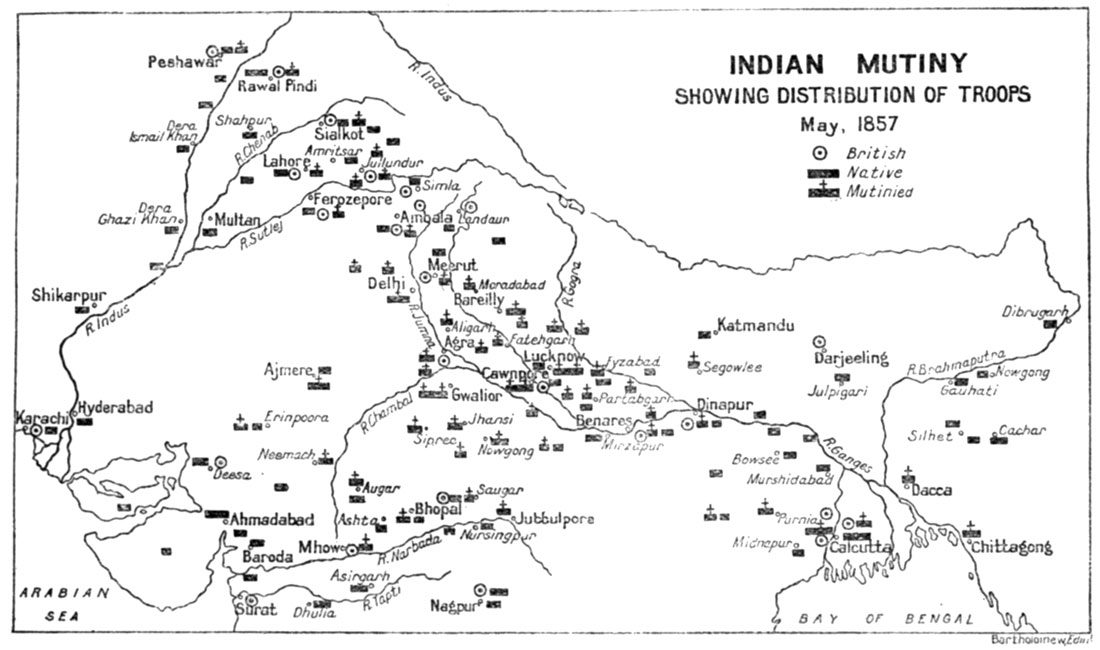 INDIAN MUTINY
SHOWING DISTRIBUTION OF TROOPS
May, 1857
British
Native
Mutinied
Peshawar
Rawal Pindi
R. Indus
Dera
Ismail Khan
Shahpur
Sialkot
R. Chenab
Amritsar
Lahore
Jullundur
Simla
Ferozepore
Dera
Ghazi Khan
Multan
R. Sutlej
Ambala
Landaur
Meerut
Delhi
Moradabad
Bareilly
R. Gogra
Shikarpur
R. Indus
R. Jumna
Aligarh
Agra
Fatehgarh
Lucknow
Fyzabad
Katmandu
Segowlee
Darjeeling
Julpigari
Dibrugarh
R. Brahmaputra
Nowgong
Gauhati
Ajmere
Cawnpore
Gwalior
Partabgarh
Karachi
Hyderabad
Erinpoora
R. Chambal
Jhansi
Sipree
Nowgong
Benares
Mirzapur
Dinapur
R. Ganges
Silhet
Cachar
Neemach
Deesa
Bowsee
Murshidabad
Augar
Bhopal
Saugar
Dacca
Ahmadabad
Ashta
Jubbulpore
Nursingpur
Purnia
Midnapur
Calcutta
Chittagong
Baroda
Mhow
R. Narbada
Asirgarh
R. Tapti
Surat
Dhulia
Nagpur
ARABIAN
SEA
BAY OF BENGAL